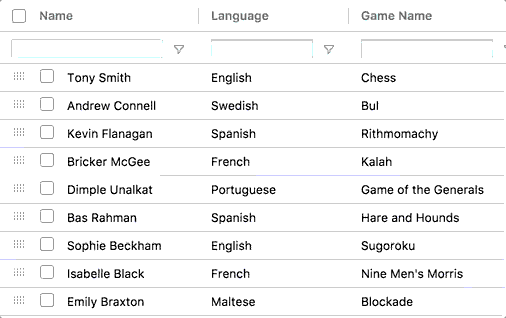 Name Language Game Name
Tony Smith English Chess
Andrew Connell Swedish Bul
Kevin Flanagan Spanish Rithmomachy
Bricker McGee French Kalah
Dimple Unalkat Portuguese Game of the Generals
Bas Rahman Spanish Hare and Hounds
Sophie Beckham English Sugoroku
Isabelle Black French Nine Men's Morris
Emily Braxton Maltese Blockade